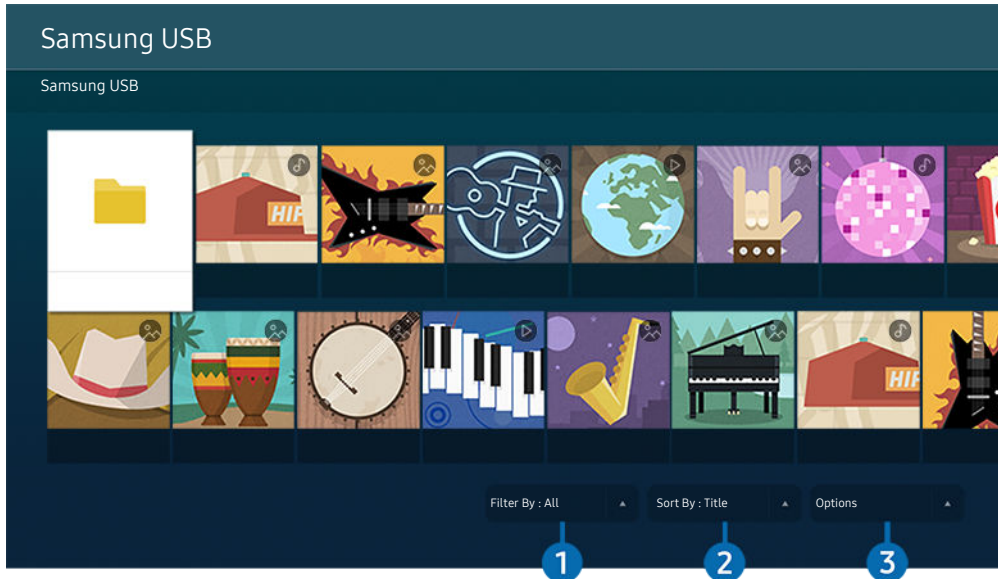 Samsung USB
Samsung USB
HIP
HIP
Filter By : All
Sort By : Title
Options
1
2
3